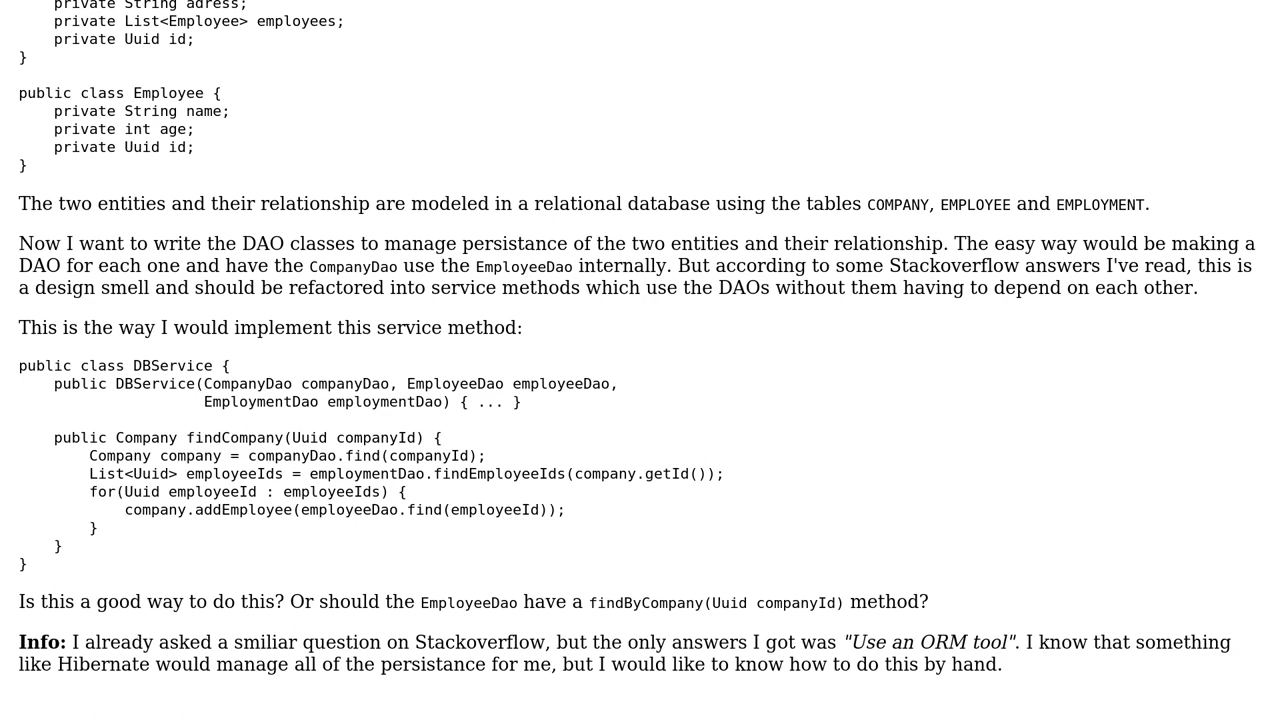 private String adress;
    private List<Employee> employees;
    private Uuid id;
}
public class Employee {
    private String name;
    private int age;
    private Uuid id;
}
The two entities and their relationship are modeled in a relational database using the tables COMPANY, EMPLOYEE and EMPLOYMENT.
Now I want to write the DAO classes to manage persistance of the two entities and their relationship. The easy way would be making a
DAO for each one and have the CompanyDao use the EmployeeDao internally. But according to some Stackoverflow answers I've read, this is
a design smell and should be refactored into service methods which use the DAOs without them having to depend on each other.
This is the way I would implement this service method:
public class DBService {
    public DBService(CompanyDao companyDao, EmployeeDao employeeDao,
                     EmploymentDao employmentDao) { ... }
    public Company findCompany(Uuid companyId) {
        Company company = companyDao.find(companyId);
        List<Uuid> employeeIds = employmentDao.findEmployeeIds(company.getId());
        for(Uuid employeeId : employeeIds) {
            company.addEmployee(employeeDao.find(employeeId));
        }
    }
}
Is this a good way to do this? Or should the EmployeeDao have a findByCompany(Uuid companyId) method?
Info: I already asked a smiliar question on Stackoverflow, but the only answers I got was "Use an ORM tool". I know that something
like Hibernate would manage all of the persistance for me, but I would like to know how to do this by hand.